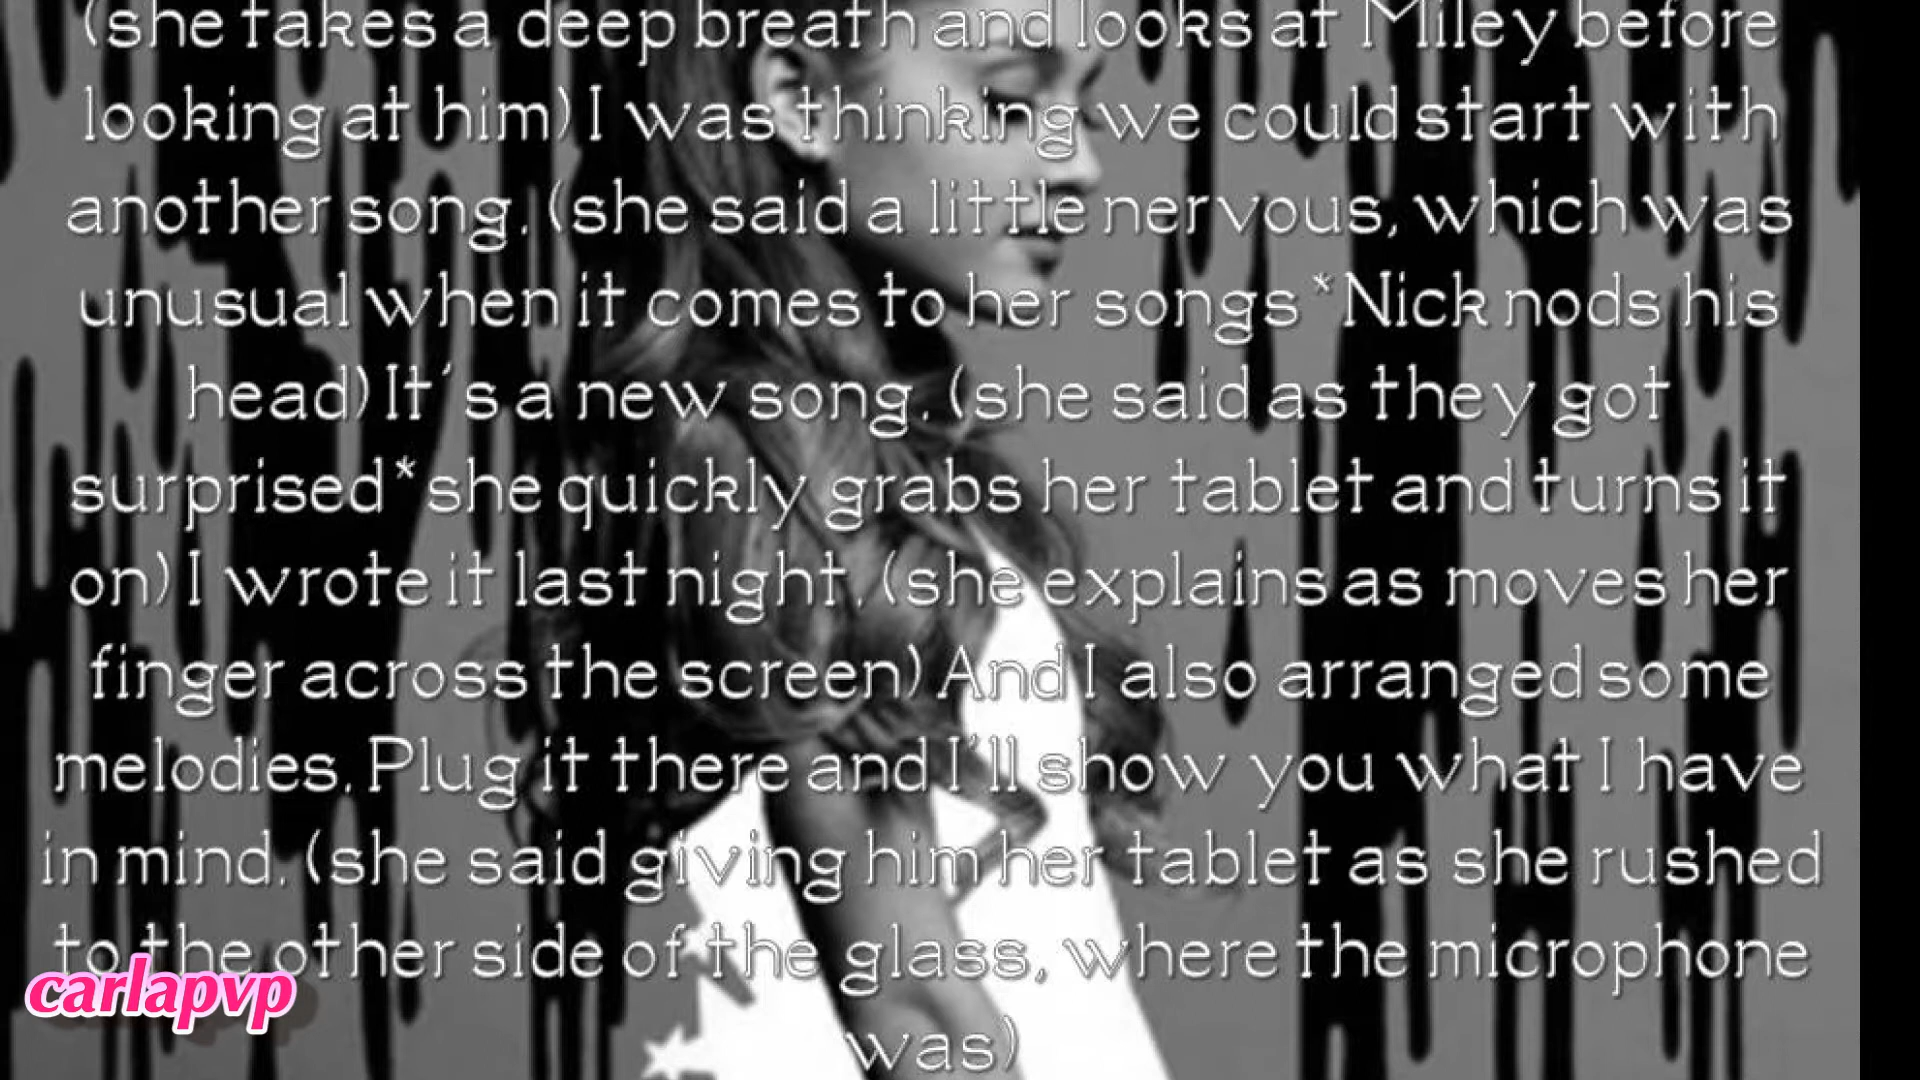 (she takes a deep breath and looks at Miley before
looking at him) I was thinking we could start with
another song. (she said a little nervous, which was
unusual when it comes to her songs *Nick nods his
head) It's a new song. (she said as they got
surprised* she quickly grabs her tablet and turns it
on) I wrote it last night. (she explains as moves her
finger across the screen) And I also arranged some
melodies. Plug it there and I'll show you what I have
in mind. (she said giving him her tablet as she rushed
to the other side of the glass, where the microphone
was)
carlapvp